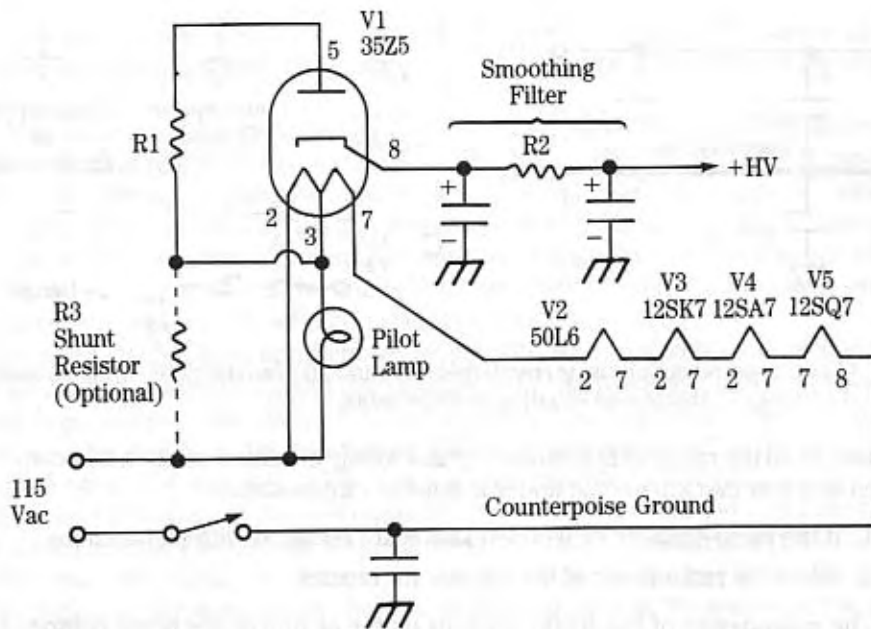 V1
35Z5
5
Smoothing
Filter
R1
8
R2
+HV
+
−
+
−
2
3
7
R3
Shunt
Resistor
(Optional)
Pilot
Lamp
V2
50L6
V3
12SK7
V4
12SA7
V5
12SQ7
2 7 2 7 2 7 7 8
115
Vac
Counterpoise Ground